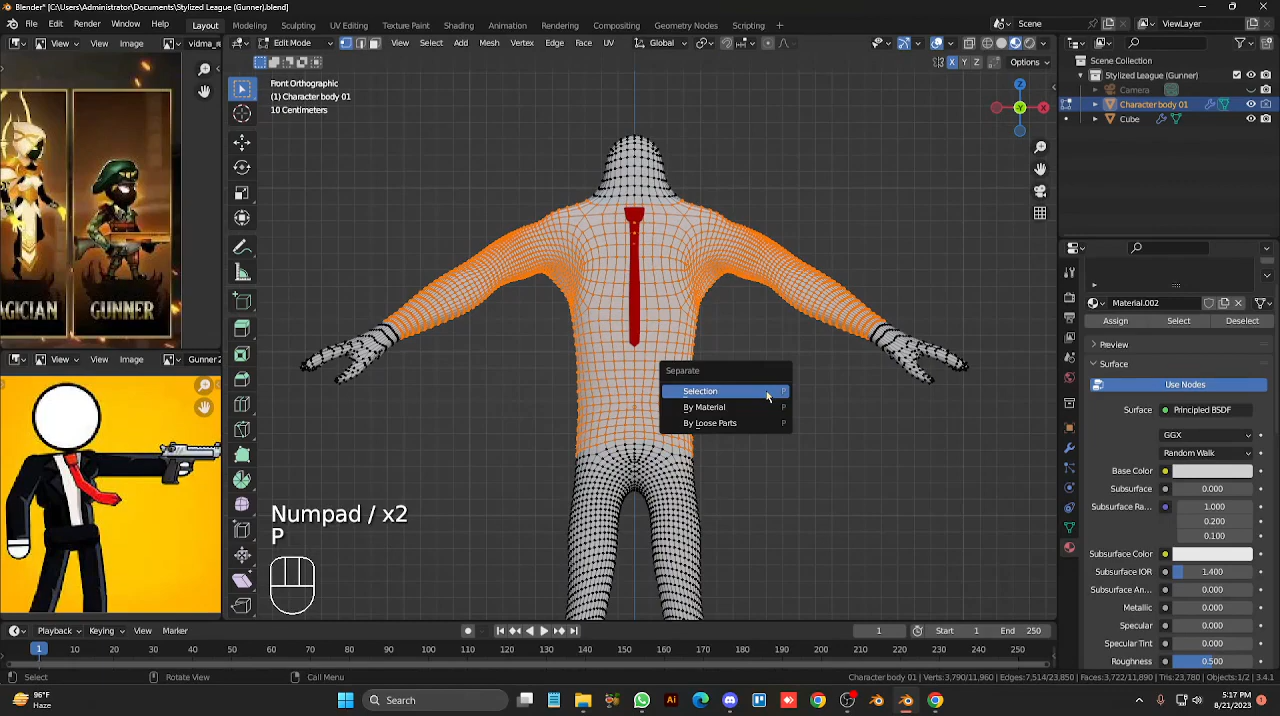 Blender* [C:\Users\Administrator\Documents\Stylized League (Gunner).blend]
File Edit Render Window Help Layout Modeling Sculpting UV Editing Texture Paint Shading Animation Rendering Compositing Geometry Nodes Scripting + Scene ViewLayer
View View Image vidma_re Edit Mode View Select Add Mesh Vertex Edge Face UV Global
X Y Z Options
Front Orthographic
(1) Character body 01
10 Centimeters
Scene Collection
Stylized League (Gunner)
Camera
Character body 01
Cube
Z
Y
X
AGICIAN GUNNER
Material.002
Assign Select Deselect
Preview
Surface
Use Nodes
Surface Principled BSDF
GGX
Random Walk
Base Color
Subsurface 0.000
Subsurface Ra... 1.000
0.200
0.100
Subsurface Color
Subsurface IOR 1.400
Subsurface An... 0.000
Metallic 0.000
Specular 0.000
Specular Tint 0.000
Roughness 0.500
View View Image Gunner 2
Separate
Selection P
By Material P
By Loose Parts P
Numpad / x2
P
Playback Keying View Marker 1 Start 1 End 250
1 10 20 30 40 50 60 70 80 90 100 110 120 130 140 150 160 170 180 190 200 210 220 230 240 250
Select Rotate View Call Menu Character body 01 | Verts:3,790/11,960 | Edges:7,514/23,850 | Faces:3,722/11,890 | Tris:23,780 | Objects:1/2 | 3.4.1
96°F
Haze
Search
Ai
5:17 PM
8/21/2023